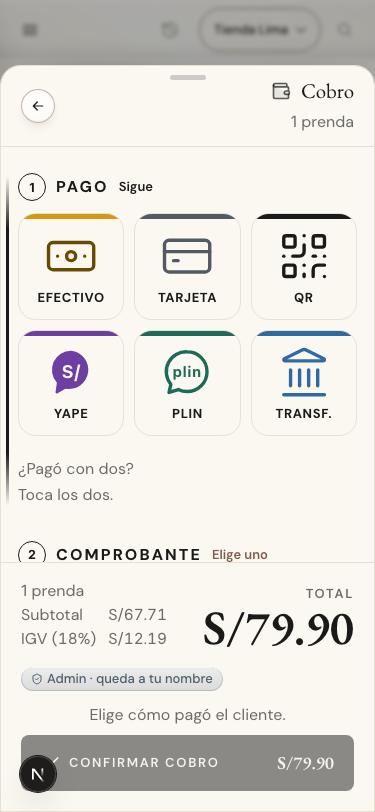 Tienda Lima
Cobro
1 prenda
1 PAGO Sigue
EFECTIVO
TARJETA
QR
S/
YAPE
plin
PLIN
TRANSF.
¿Pagó con dos?
Toca los dos.
2 COMPROBANTE Elige uno
1 prenda
Subtotal S/67.71
IGV (18%) S/12.19
TOTAL
S/79.90
Admin · queda a tu nombre
Elige cómo pagó el cliente.
CONFIRMAR COBRO S/79.90
N